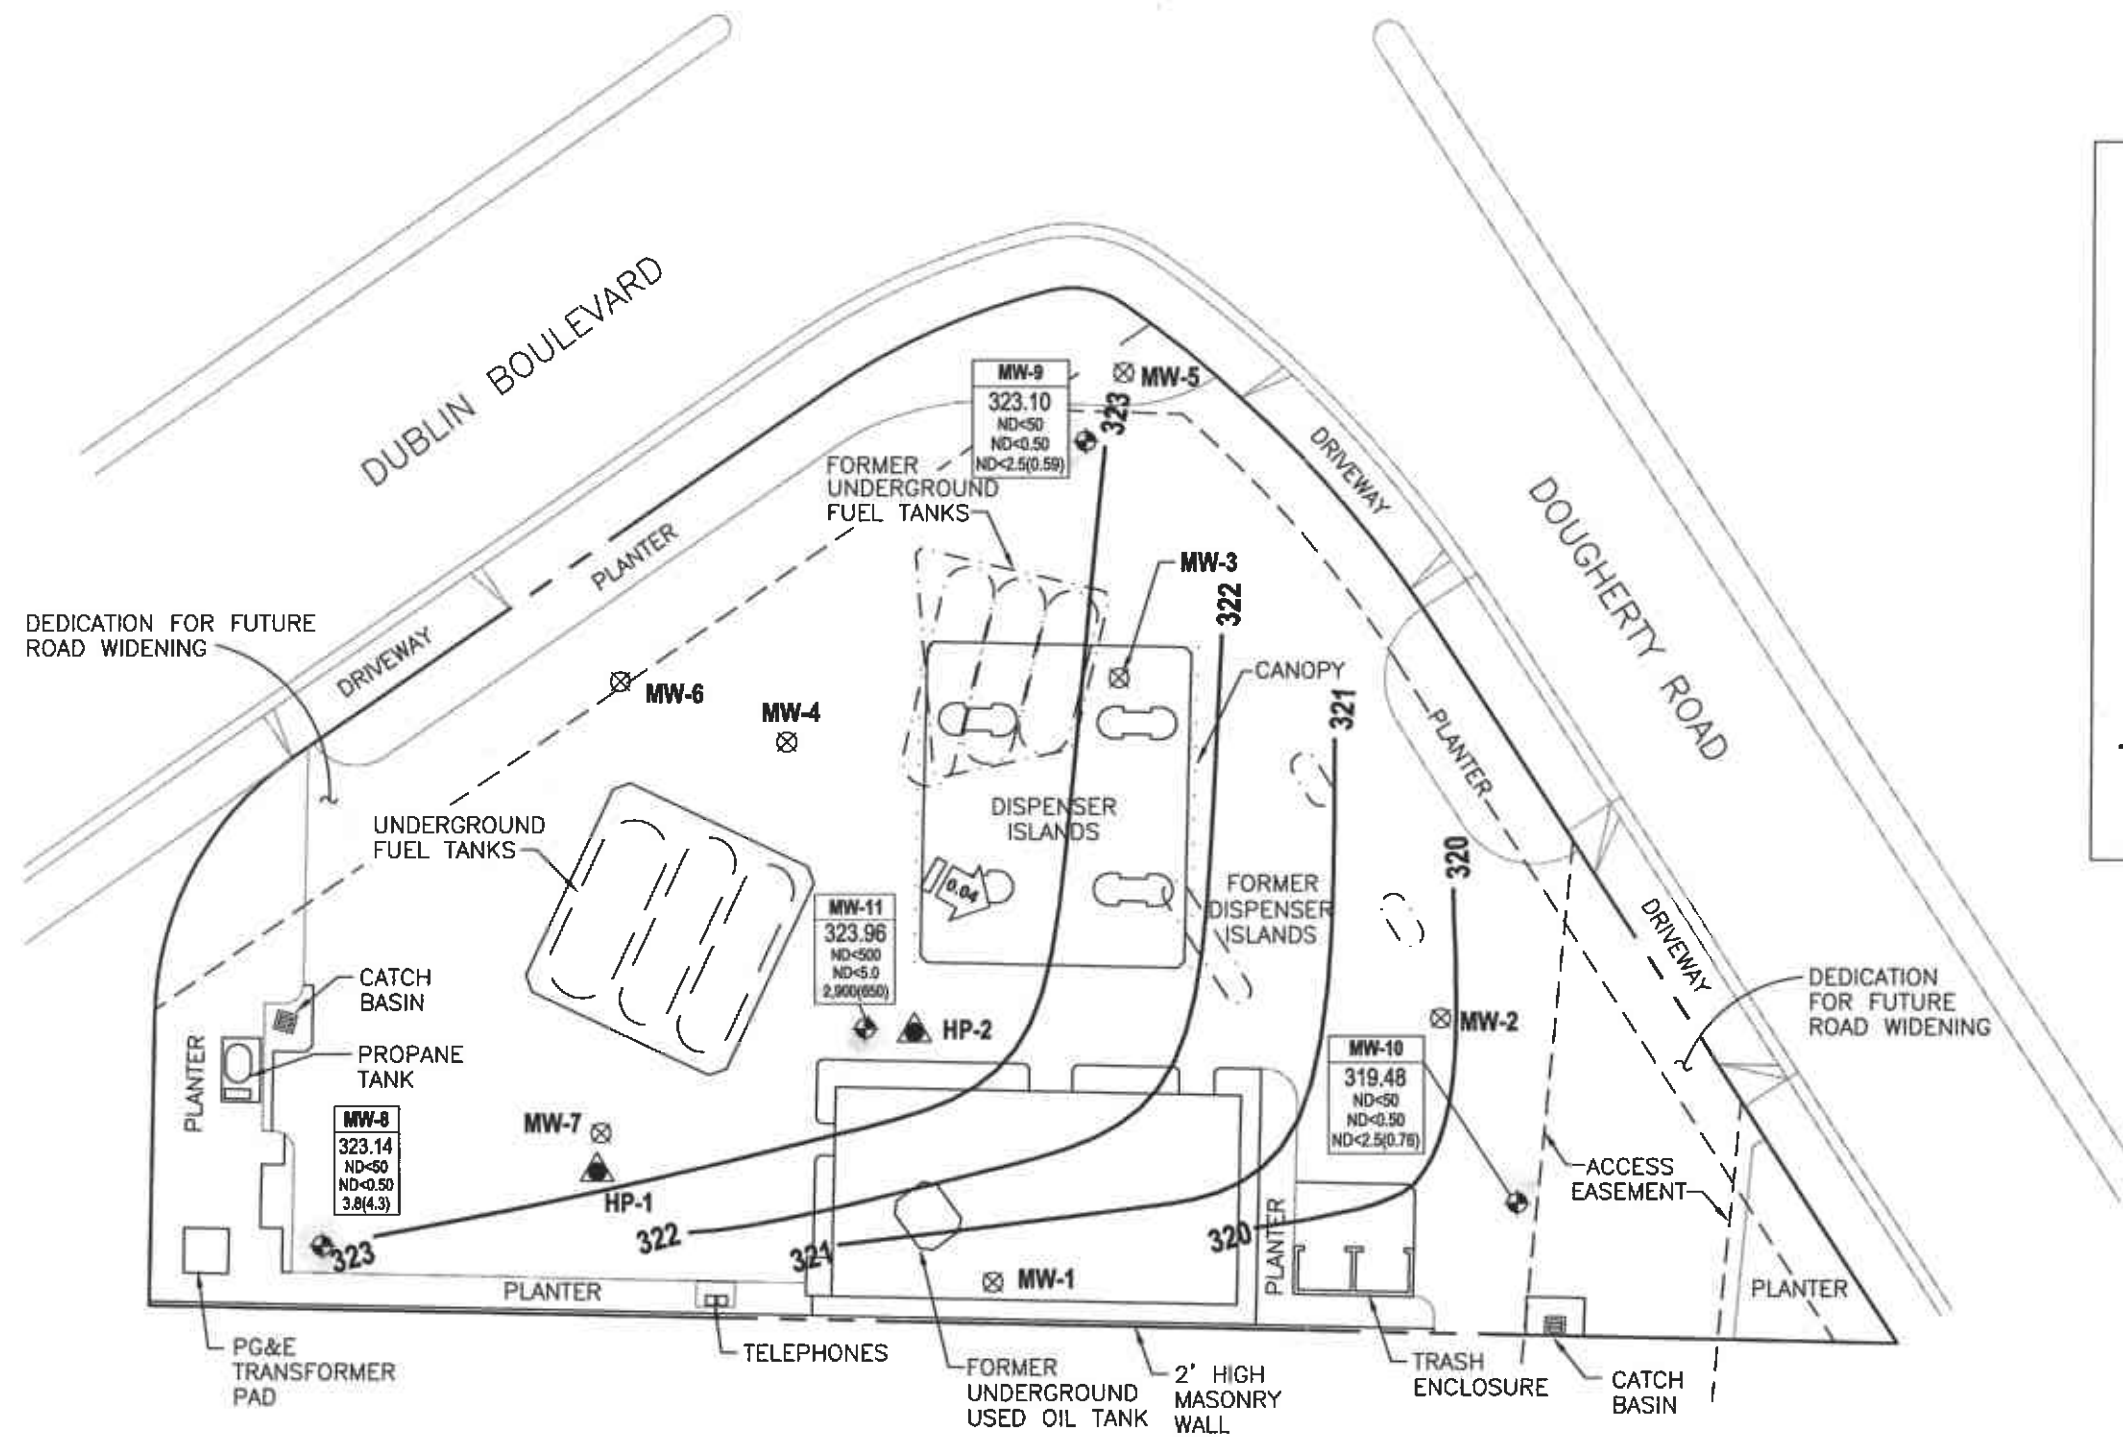 DUBLIN BOULEVARD
DOUGHERTY ROAD
MW-9
323.10
ND<50
ND<0.50
ND<2.5(0.59)
MW-5
323
DRIVEWAY
FORMER
UNDERGROUND
FUEL TANKS
PLANTER
MW-3
322
DEDICATION FOR FUTURE
ROAD WIDENING
DRIVEWAY
MW-6
MW-4
CANOPY
321
PLANTER
UNDERGROUND
FUEL TANKS
DISPENSER
ISLANDS
320
0.04
FORMER
DISPENSER
ISLANDS
MW-11
323.96
ND<500
ND<5.0
2,900(650)
DRIVEWAY
CATCH
BASIN
DEDICATION
FOR FUTURE
ROAD WIDENING
HP-2
MW-2
PLANTER
PROPANE
TANK
MW-10
319.48
ND<50
ND<0.50
ND<2.5(0.76)
MW-8
323.14
ND<50
ND<0.50
3.8(4.3)
MW-7
HP-1
ACCESS
EASEMENT
323
322
321
320
PLANTER
MW-1
PLANTER
PLANTER
PG&E
TRANSFORMER
PAD
TELEPHONES
FORMER
UNDERGROUND
USED OIL TANK
2' HIGH
MASONRY
WALL
TRASH
ENCLOSURE
CATCH
BASIN